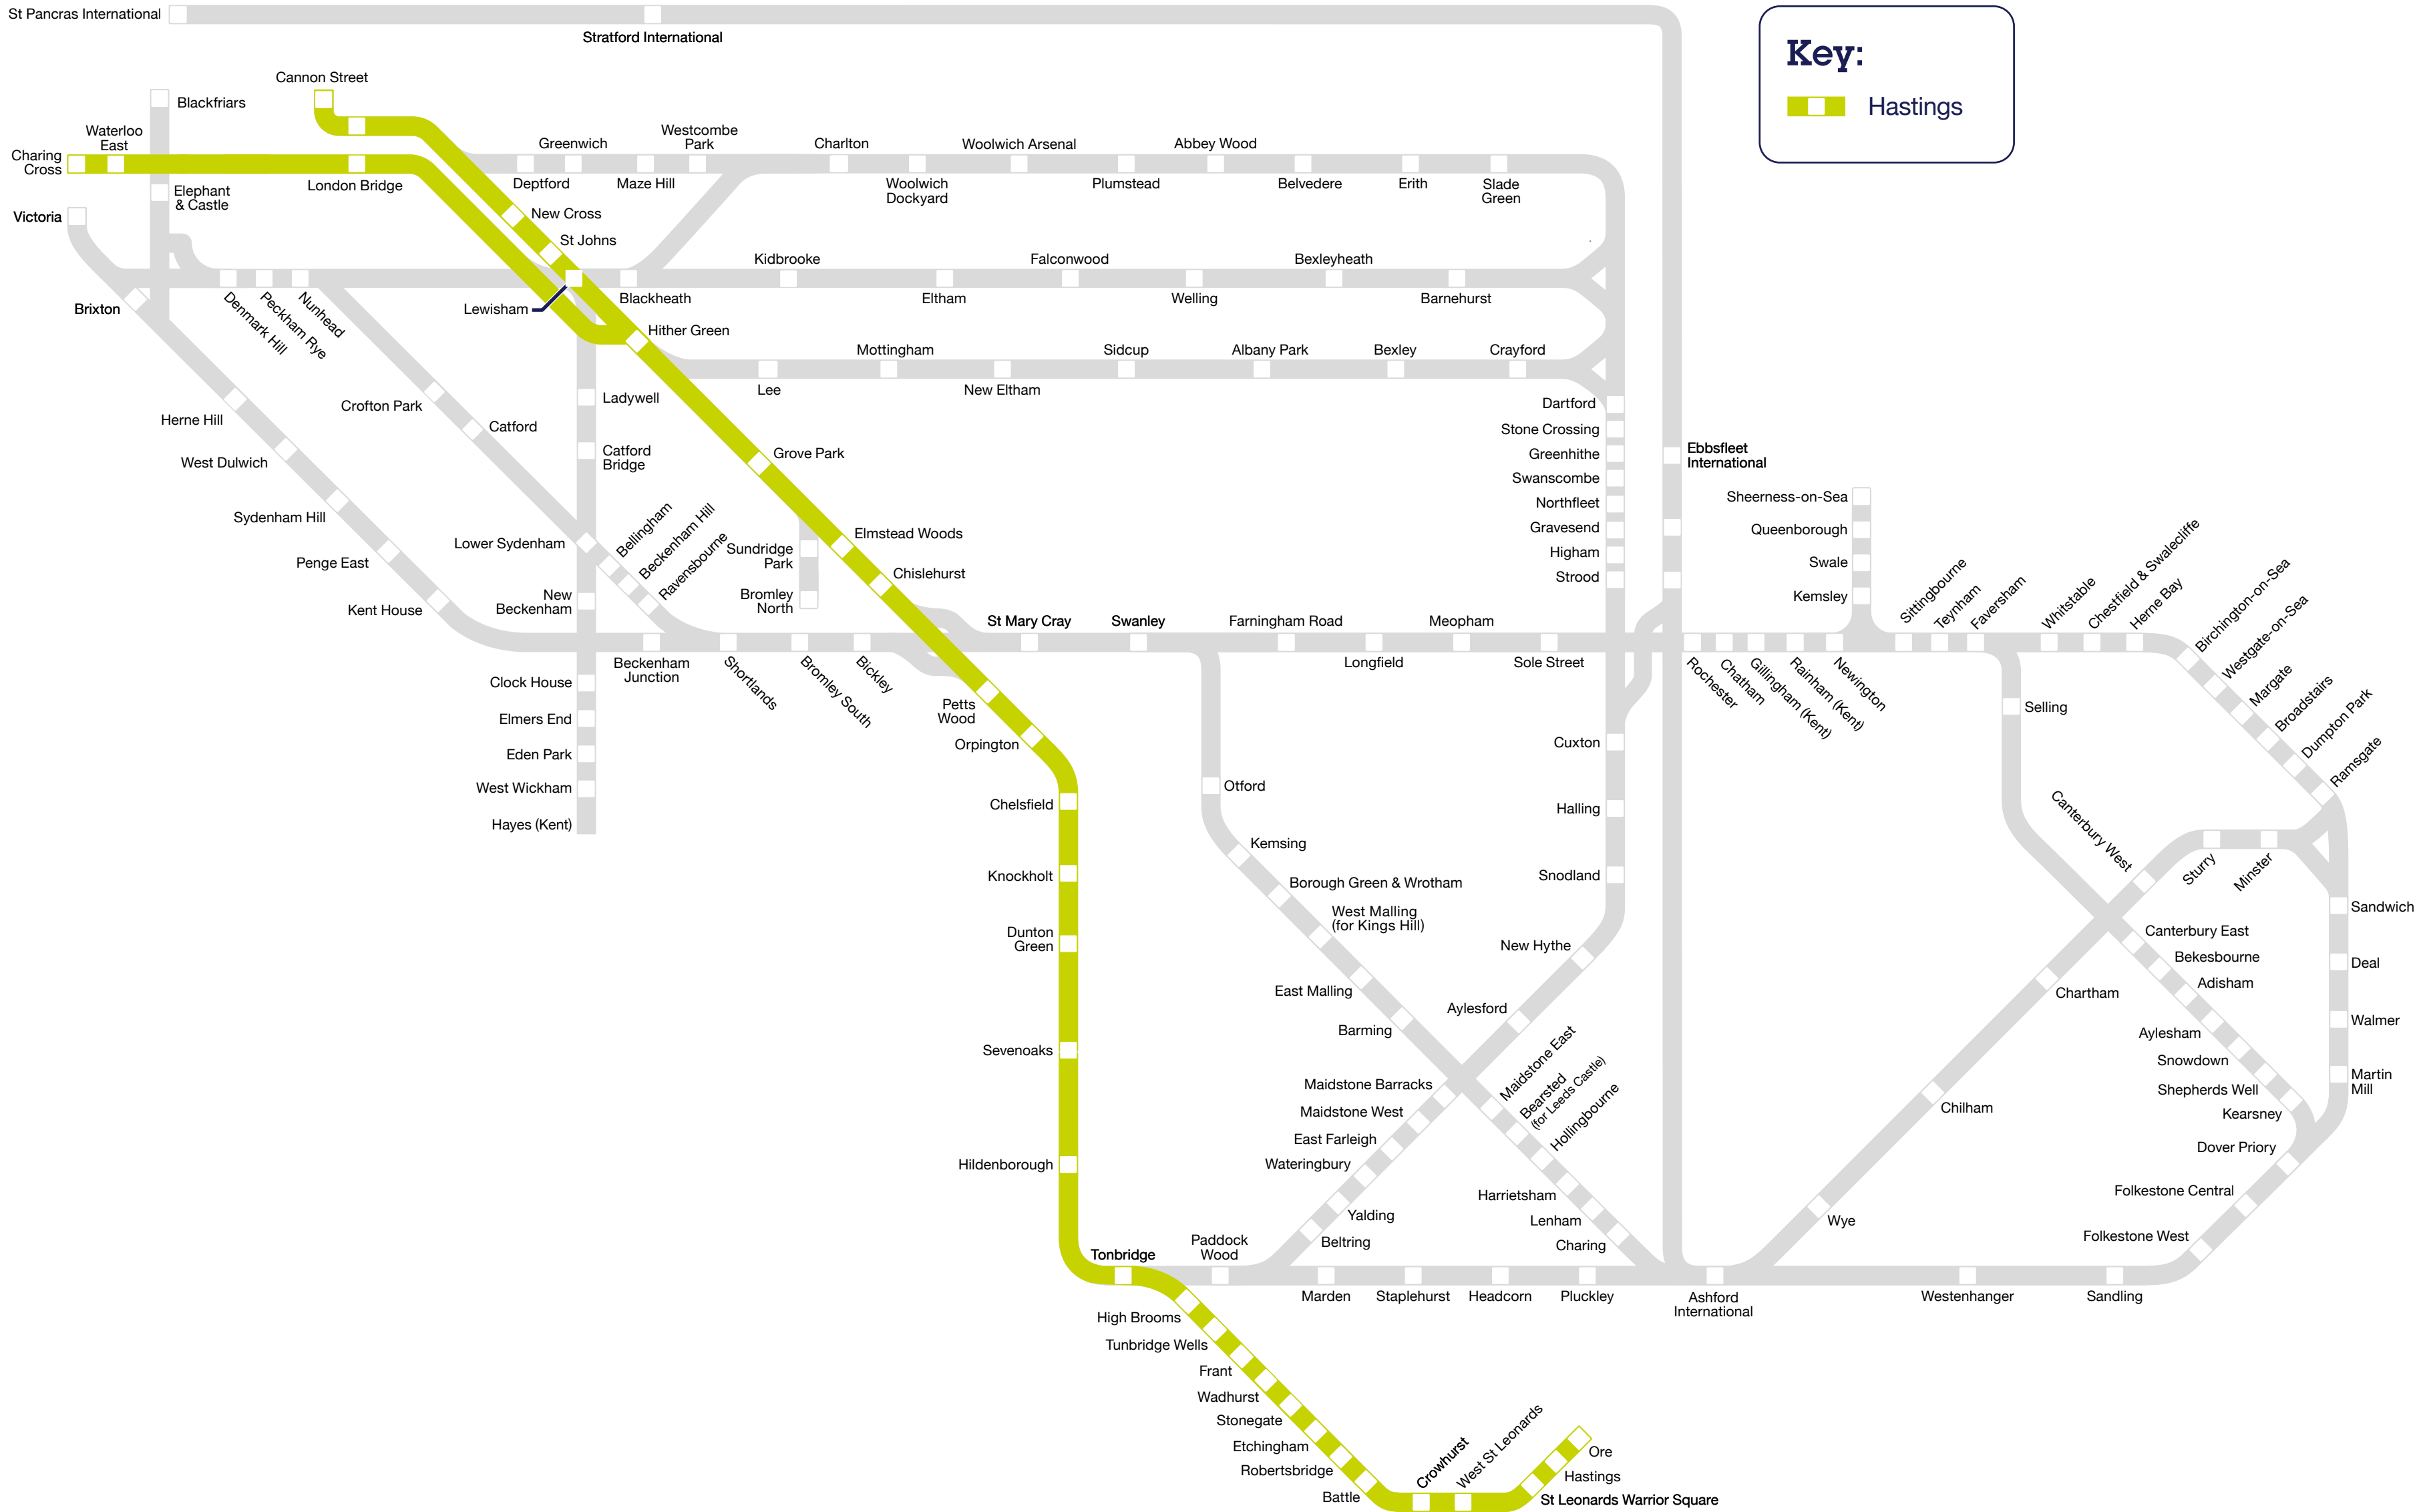 St Pancras International
Stratford International
Key:
Hastings
Cannon Street
Blackfriars
Waterloo
East
Charing
Cross
Elephant
& Castle
London Bridge
Victoria
Greenwich
Westcombe
Park
Charlton
Woolwich Arsenal
Abbey Wood
Deptford
Maze Hill
Woolwich
Dockyard
Plumstead
Belvedere
Erith
Slade
Green
New Cross
St Johns
Kidbrooke
Falconwood
Bexleyheath
Lewisham
Blackheath
Eltham
Welling
Barnehurst
Brixton
Denmark Hill
Peckham Rye
Nunhead
Hither Green
Mottingham
Sidcup
Albany Park
Bexley
Crayford
Lee
New Eltham
Crofton Park
Catford
Ladywell
Catford
Bridge
Herne Hill
West Dulwich
Sydenham Hill
Penge East
Kent House
Grove Park
Dartford
Stone Crossing
Greenhithe
Swanscombe
Northfleet
Gravesend
Higham
Strood
Ebbsfleet
International
Sheerness-on-Sea
Queenborough
Swale
Kemsley
Lower Sydenham
Bellingham
Beckenham Hill
Ravensbourne
Sundridge
Park
Bromley
North
Elmstead Woods
Chislehurst
New
Beckenham
St Mary Cray
Swanley
Farningham Road
Meopham
Longfield
Sole Street
Sittingbourne
Teynham
Faversham
Whitstable
Chestfield & Swalecliffe
Herne Bay
Birchington-on-Sea
Westgate-on-Sea
Margate
Broadstairs
Dumpton Park
Ramsgate
Beckenham
Junction
Shortlands
Bromley South
Bickley
Rochester
Chatham
Gillingham (Kent)
Rainham (Kent)
Newington
Clock House
Elmers End
Eden Park
West Wickham
Hayes (Kent)
Petts
Wood
Orpington
Chelsfield
Knockholt
Dunton
Green
Sevenoaks
Hildenborough
Otford
Kemsing
Borough Green & Wrotham
West Malling
(for Kings Hill)
East Malling
Barming
Cuxton
Halling
Snodland
New Hythe
Aylesford
Selling
Canterbury West
Sturry
Minster
Sandwich
Deal
Walmer
Martin
Mill
Canterbury East
Bekesbourne
Adisham
Aylesham
Snowdown
Shepherds Well
Kearsney
Dover Priory
Folkestone Central
Folkestone West
Chartham
Chilham
Wye
Maidstone East
Bearsted
(for Leeds Castle)
Hollingbourne
Maidstone Barracks
Maidstone West
East Farleigh
Wateringbury
Yalding
Beltring
Harrietsham
Lenham
Charing
Tonbridge
Paddock
Wood
Marden
Staplehurst
Headcorn
Pluckley
Ashford
International
Westenhanger
Sandling
High Brooms
Tunbridge Wells
Frant
Wadhurst
Stonegate
Etchingham
Robertsbridge
Battle
Crowhurst
West St Leonards
Ore
Hastings
St Leonards Warrior Square